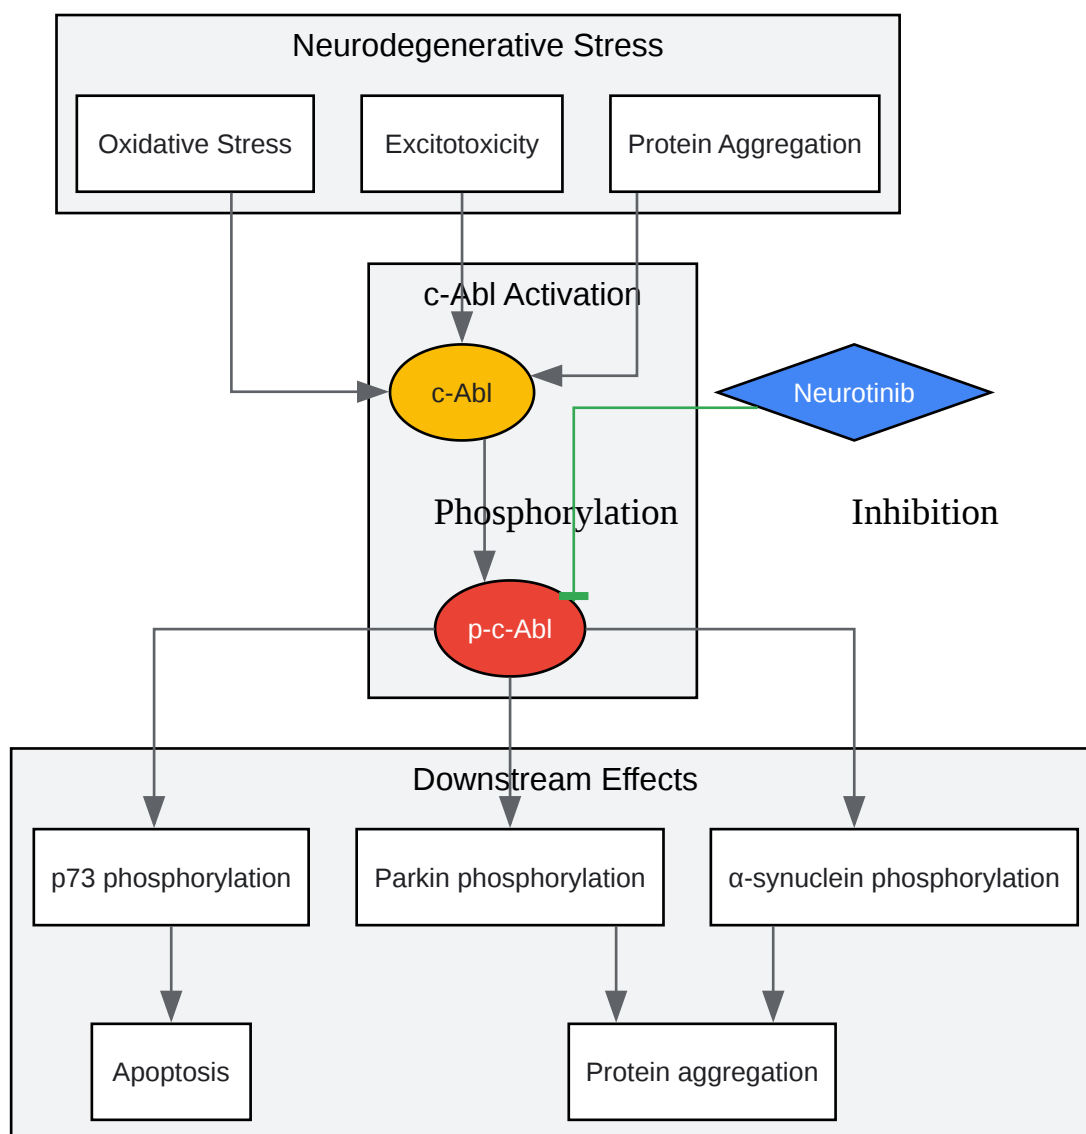 Neurodegenerative Stress
Oxidative Stress
Excitotoxicity
Protein Aggregation
c-Abl Activation
c-Abl
Neurotinib
Phosphorylation
Inhibition
p-c-Abl
Downstream Effects
p73 phosphorylation
Parkin phosphorylation
α-synuclein phosphorylation
Apoptosis
Protein aggregation